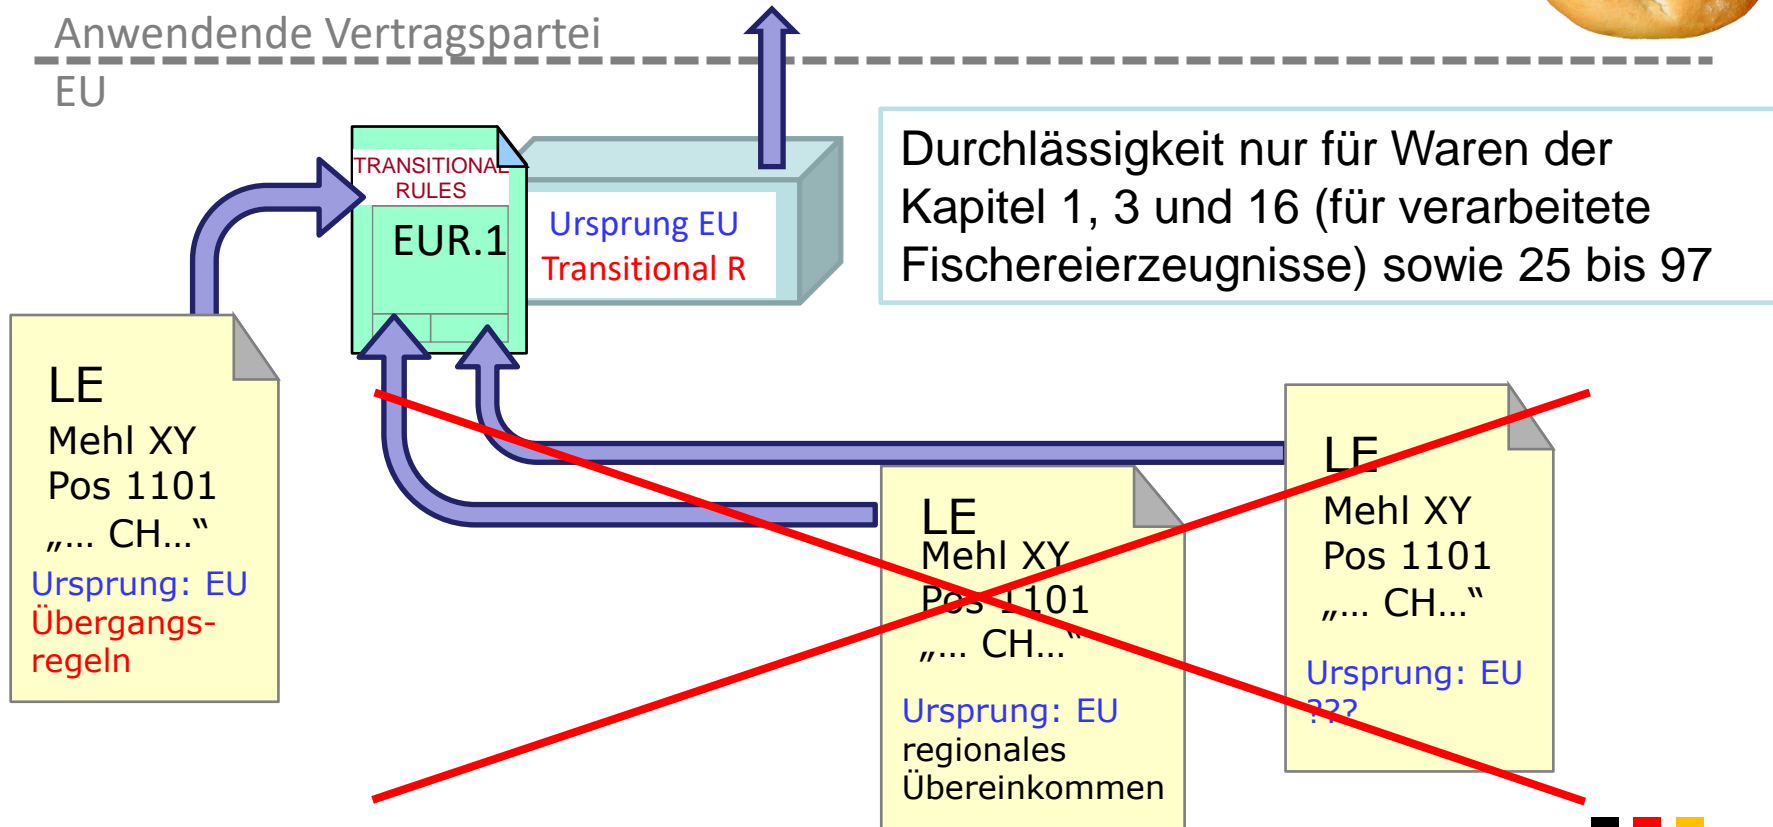 Anwendende Vertragspartei
EU
TRANSITIONAL
RULES
EUR.1
Ursprung EU
Transitional R
Durchlässigkeit nur für Waren der
Kapitel 1, 3 und 16 (für verarbeitete
Fischereierzeugnisse) sowie 25 bis 97
LE
Mehl XY
Pos 1101
„… CH…“
Ursprung: EU
Übergangs-
regeln
LE
Mehl XY
Pos 1101
„… CH…“
Ursprung: EU
regionales
Übereinkommen
LE
Mehl XY
Pos 1101
„… CH…“
Ursprung: EU
???